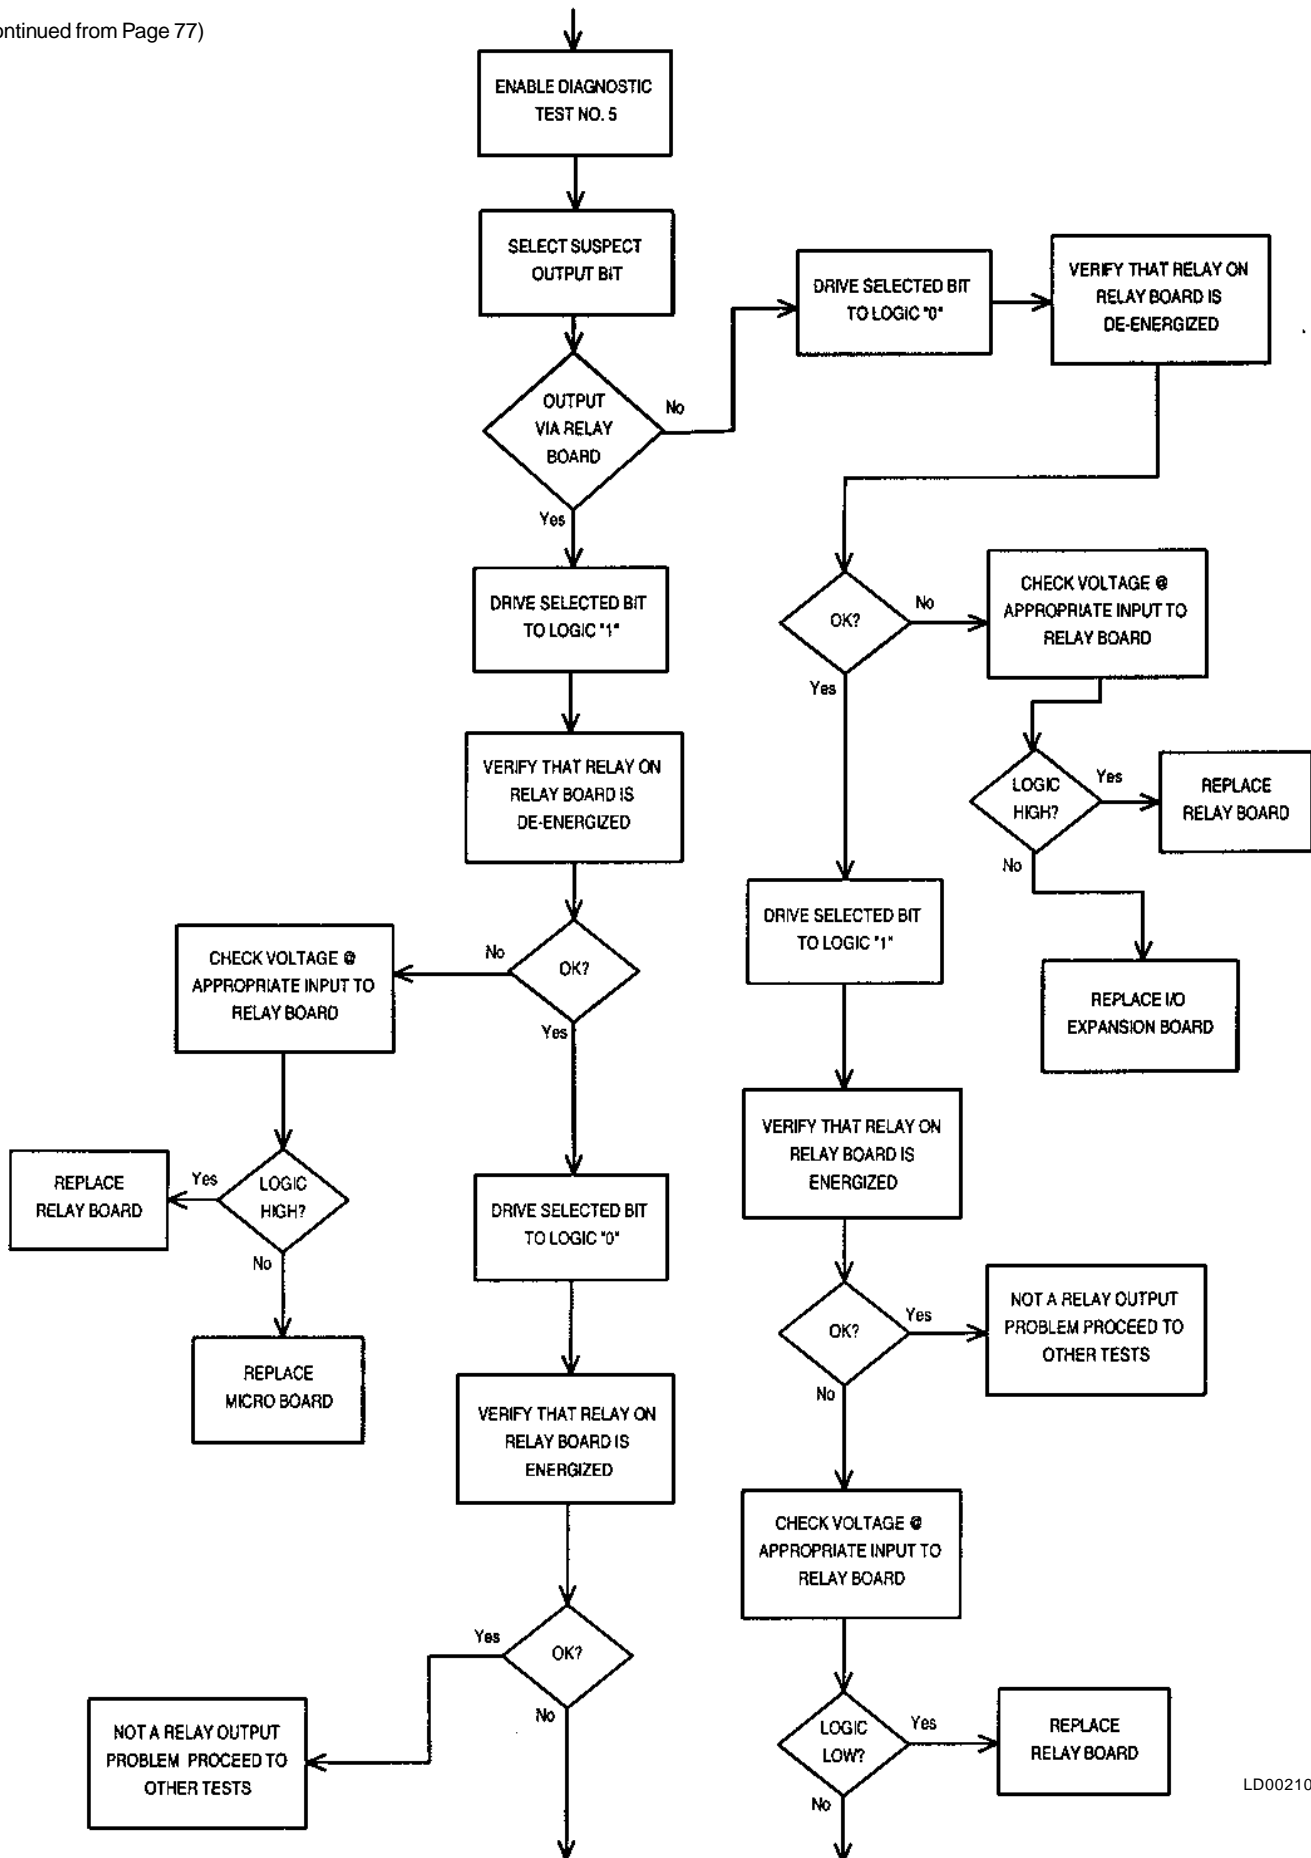 ontinued from Page 77)
ENABLE DIAGNOSTIC
TEST NO. 5
SELECT SUSPECT
OUTPUT BIT
OUTPUT
VIA RELAY
BOARD
No
Yes
DRIVE SELECTED BIT
TO LOGIC "0"
VERIFY THAT RELAY ON
RELAY BOARD IS
DE-ENERGIZED
DRIVE SELECTED BIT
TO LOGIC "1"
VERIFY THAT RELAY ON
RELAY BOARD IS
DE-ENERGIZED
OK?
No
Yes
CHECK VOLTAGE @
APPROPRIATE INPUT TO
RELAY BOARD
LOGIC
HIGH?
Yes
No
REPLACE
RELAY BOARD
REPLACE
MICRO BOARD
DRIVE SELECTED BIT
TO LOGIC "0"
VERIFY THAT RELAY ON
RELAY BOARD IS
ENERGIZED
OK?
Yes
No
NOT A RELAY OUTPUT
PROBLEM PROCEED TO
OTHER TESTS
OK?
No
Yes
CHECK VOLTAGE @
APPROPRIATE INPUT TO
RELAY BOARD
LOGIC
HIGH?
Yes
No
REPLACE
RELAY BOARD
REPLACE I/O
EXPANSION BOARD
DRIVE SELECTED BIT
TO LOGIC "1"
VERIFY THAT RELAY ON
RELAY BOARD IS
ENERGIZED
OK?
Yes
No
NOT A RELAY OUTPUT
PROBLEM PROCEED TO
OTHER TESTS
CHECK VOLTAGE @
APPROPRIATE INPUT TO
RELAY BOARD
LOGIC
LOW?
Yes
No
REPLACE
RELAY BOARD
LD00210